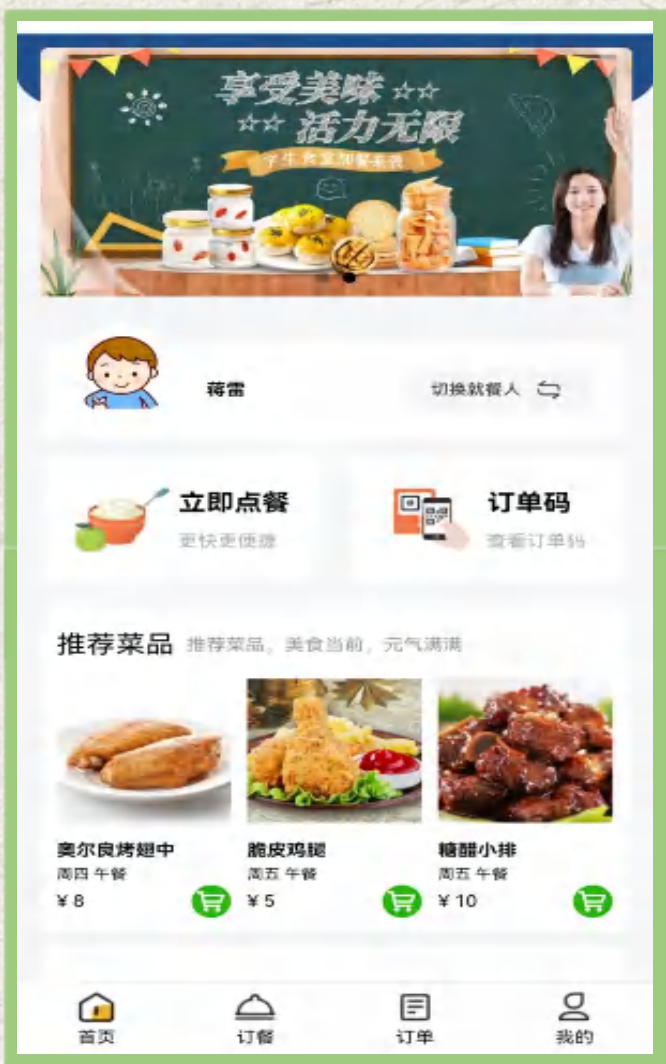 享受美味
活力无限
学生食堂加餐系统
蒋雷
切换就餐人
立即点餐
更快更便捷
订单码
查看订单码
推荐菜品 推荐菜品，美食当前，元气满满
奥尔良烤翅中
周四 午餐
¥ 8
脆皮鸡腿
周五 午餐
¥ 5
糖醋小排
周五 午餐
¥ 10
首页
订餐
订单
我的